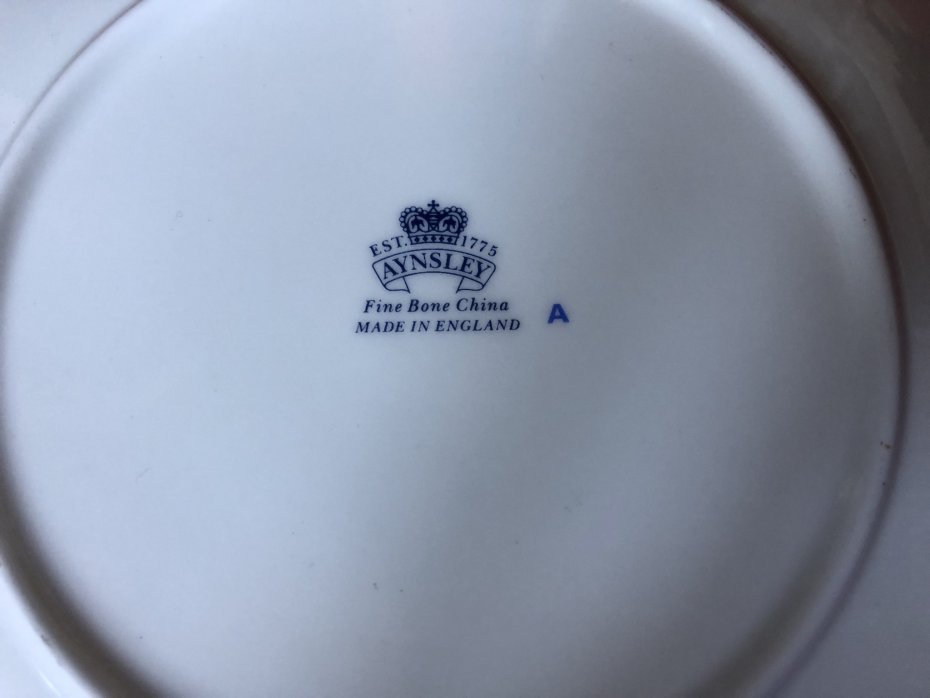 EST. 1775
AYNSLEY
Fine Bone China
MADE IN ENGLAND
A